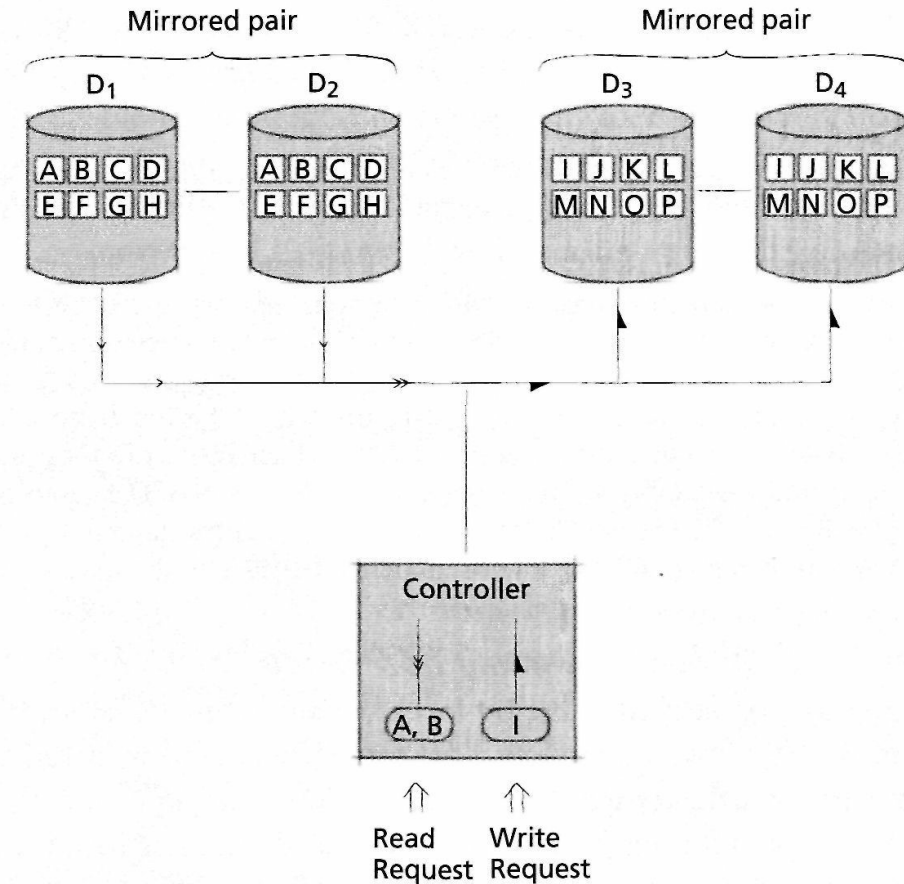 Mirrored pair
Mirrored pair
D1
D2
D3
D4
A B C D
A B C D
I J K L
I J K L
E F G H
E F G H
M N O P
M N O P
Controller
A, B
I
Read
Write
Request
Request